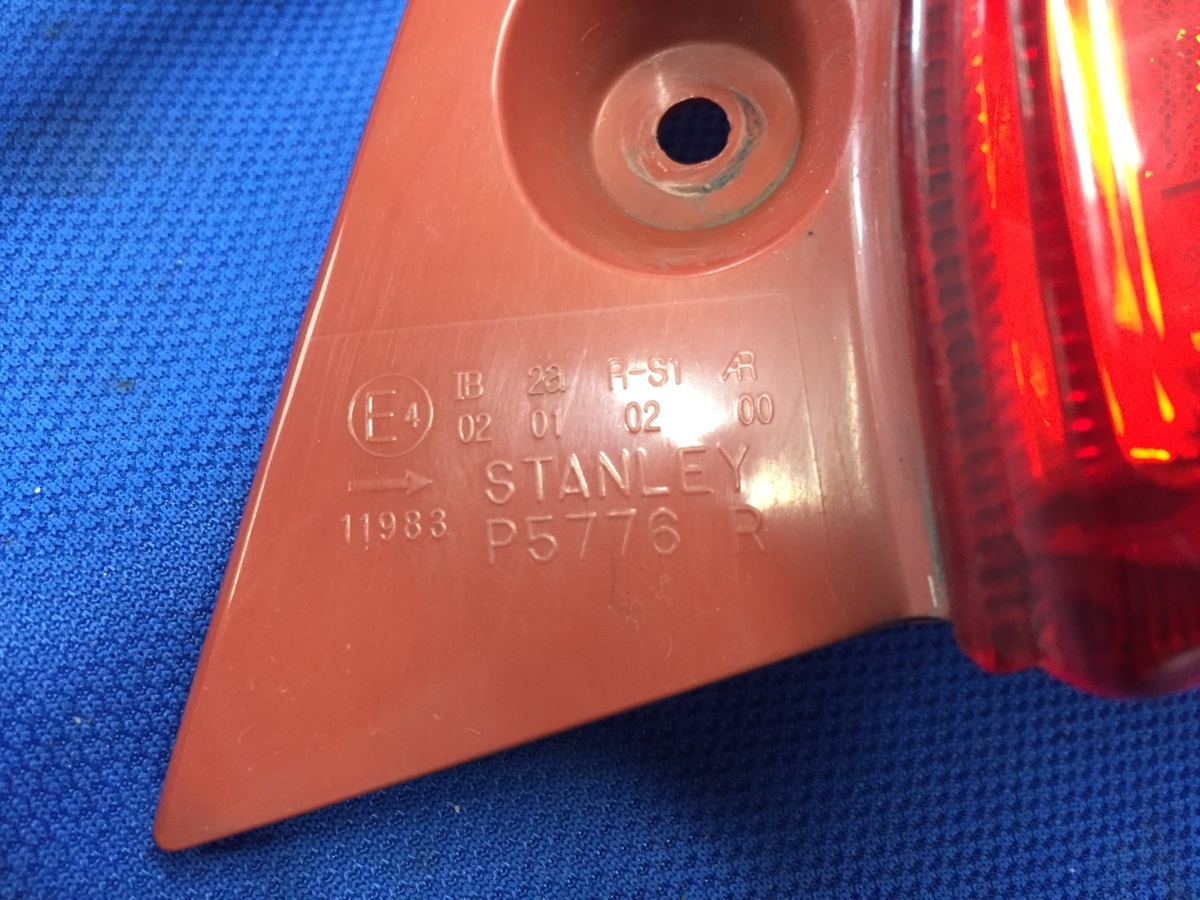 E4 IB 2a R-S1 AR
02 01 02 00
→ STANLEY
11983 P5776 R